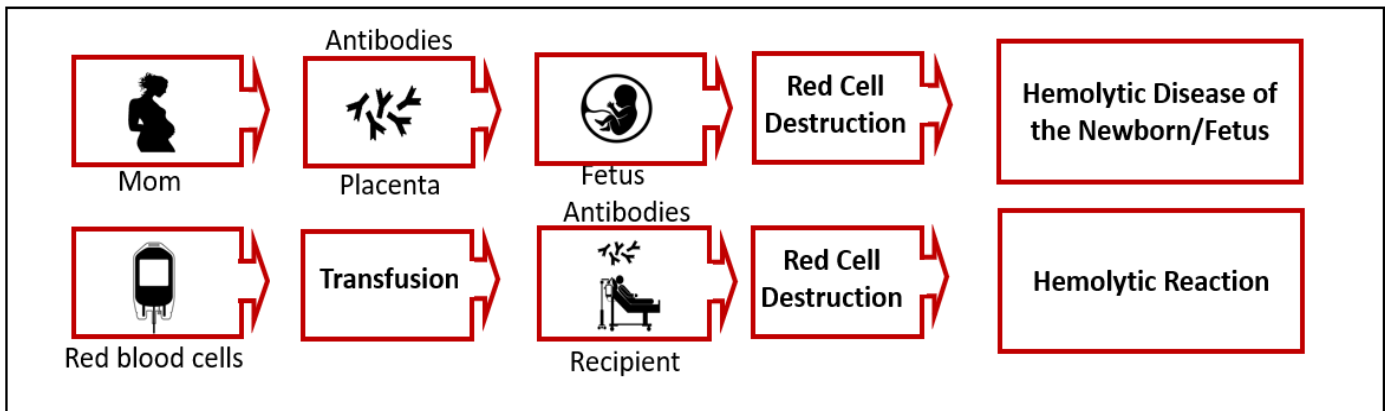 Antibodies
Mom
Placenta
Fetus
Red Cell
Destruction
Hemolytic Disease of
the Newborn/Fetus
Red blood cells
Transfusion
Antibodies
Recipient
Red Cell
Destruction
Hemolytic Reaction